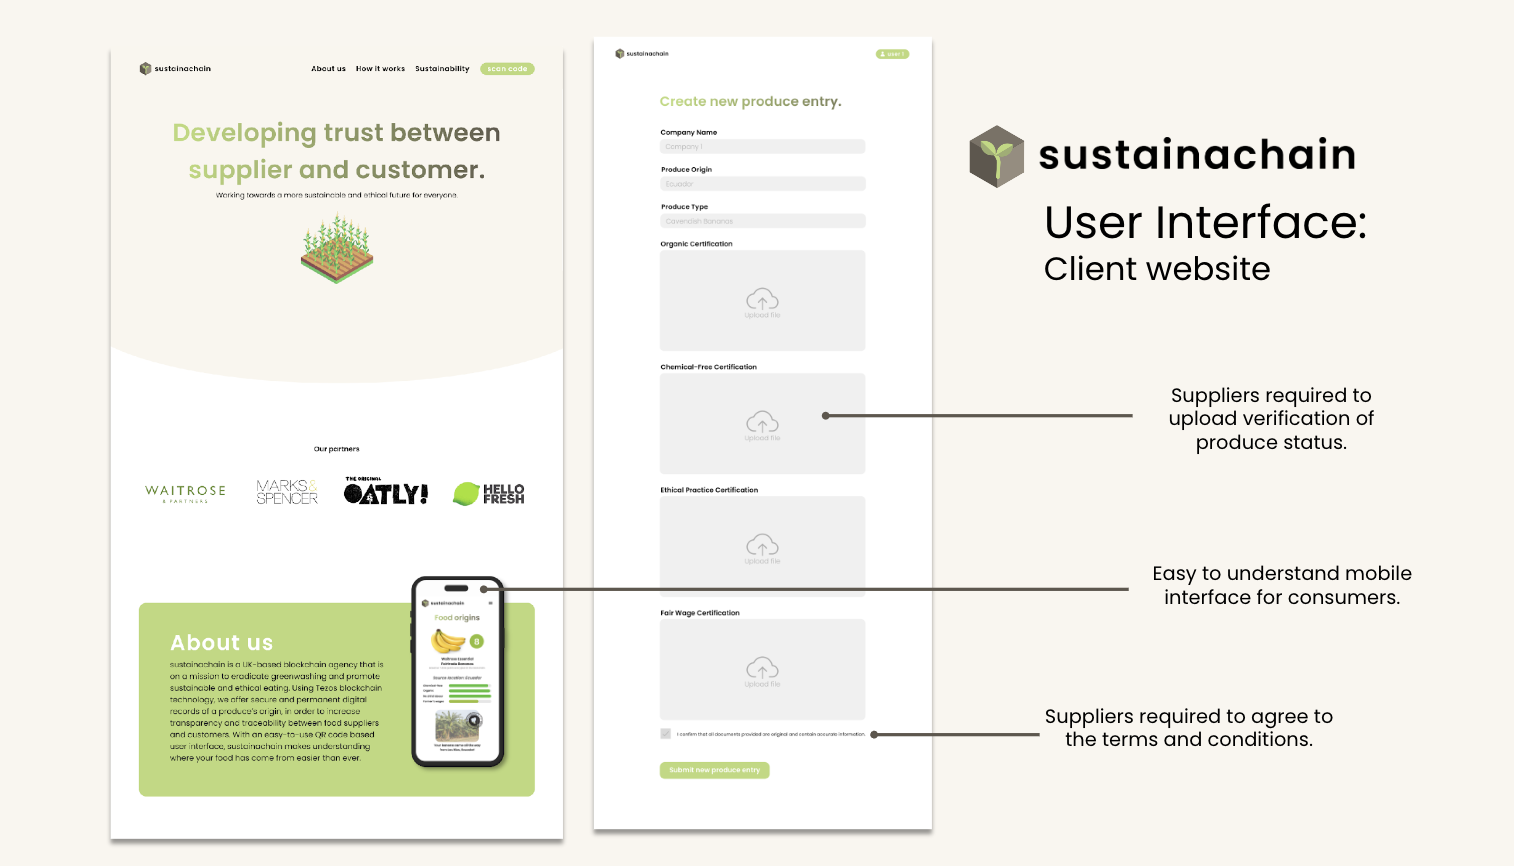 sustainachain
About us How it works Sustainability scan code
Developing trust between
supplier and customer.
Working towards a more sustainable and ethical future for everyone.
Our partners
WAITROSE
& PARTNERS
MARKS&
SPENCER
THE ORIGINAL
OATLY!
HELLO
FRESH
About us
sustainachain is a UK-based blockchain agency that is
on a mission to eradicate greenwashing and promote
sustainable and ethical eating. Using Tezos blockchain
technology, we offer secure and permanent digital
records of a produce's origin, in order to increase
transparency and traceability between food suppliers
and customers. With an easy-to-use QR code based
user interface, sustainachain makes understanding
where your food has come from easier than ever.
sustainachain
Food origins
B
Waitrose Essential
Fairtrade Bananas
Source location: Ecuador
sustainachain
user 1
Create new produce entry.
Company Name
Company 1
Produce Origin
Ecuador
Produce Type
Cavendish Bananas
Organic Certification
Upload file
Chemical-Free Certification
Upload file
Ethical Practice Certification
Upload file
Fair Wage Certification
Upload file
I confirm that all documents provided are original and contain accurate information.
Submit new produce entry
sustainachain
User Interface:
Client website
Suppliers required to
upload verification of
produce status.
Easy to understand mobile
interface for consumers.
Suppliers required to agree to
the terms and conditions.